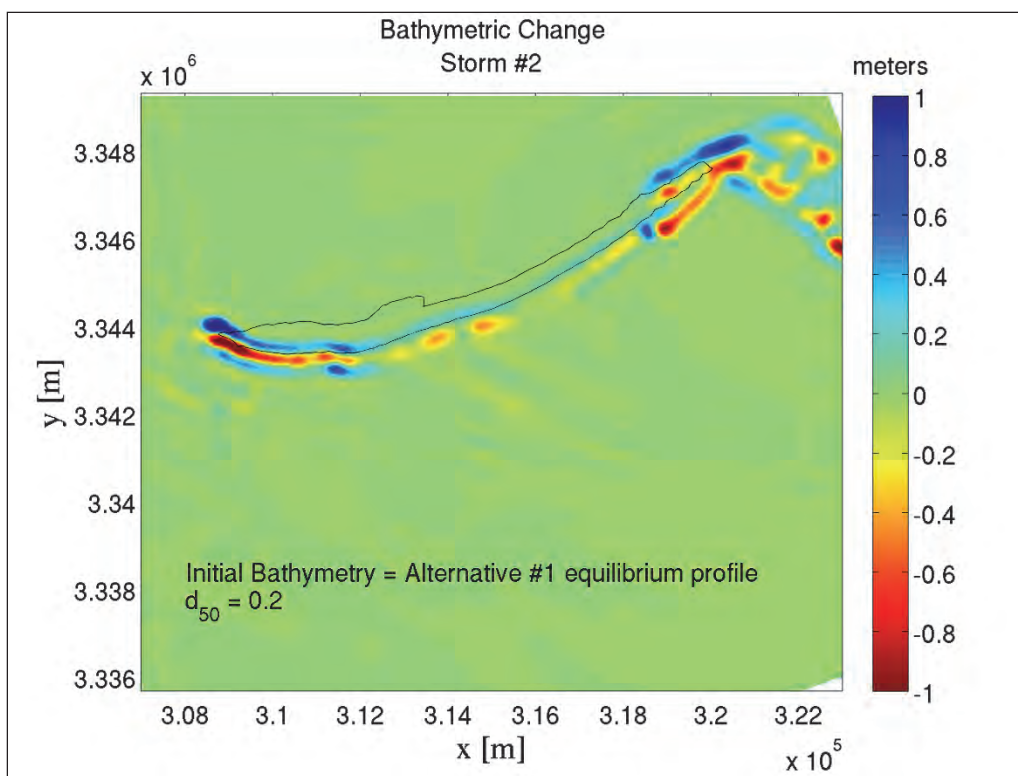 Bathymetric Change
Storm #2
x 10^6
meters
3.348
3.346
3.344
3.342
3.34
3.338
3.336
y [m]
1
0.8
0.6
0.4
0.2
0
-0.2
-0.4
-0.6
-0.8
-1
Initial Bathymetry = Alternative #1 equilibrium profile
d_50 = 0.2
3.08 3.1 3.12 3.14 3.16 3.18 3.2 3.22
x [m]
x 10^5